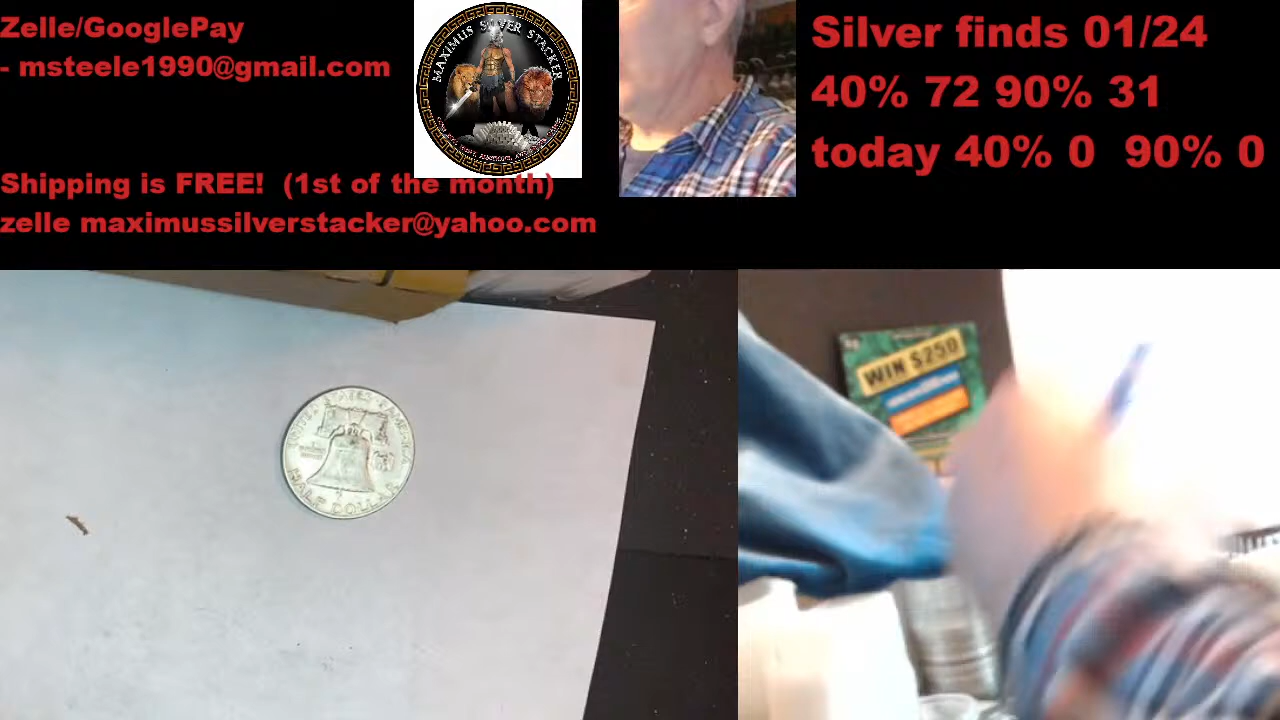 Zelle/GooglePay
- msteele1990@gmail.com
Shipping is FREE!  (1st of the month)
zelle maximussilverstacker@yahoo.com
MAXIMUS SILVER STACKER
Silver finds 01/24
40% 72 90% 31
today 40% 0  90% 0
UNITED STATES OF AMERICA
HALF DOLLAR
WIN $250